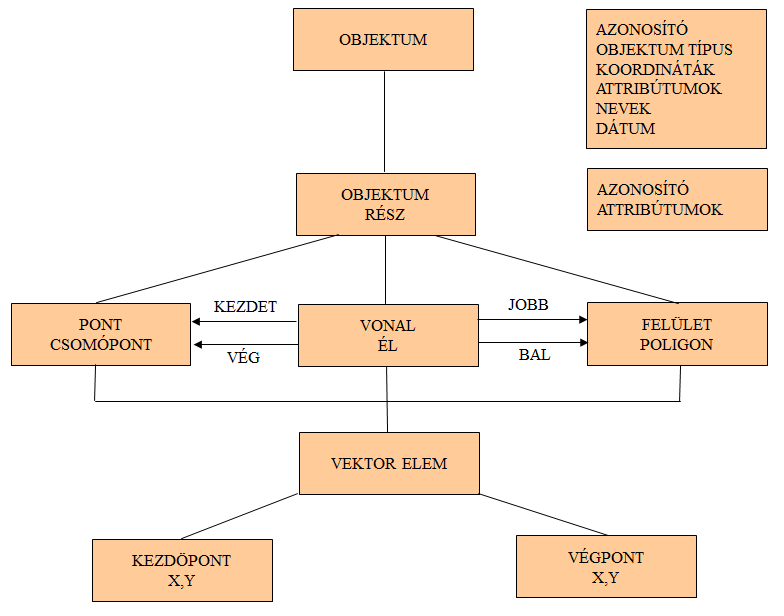 OBJEKTUM
AZONOSÍTÓ
OBJEKTUM TÍPUS
KOORDINÁTÁK
ATTRIBÚTUMOK
NEVEK
DÁTUM
OBJEKTUM
RÉSZ
AZONOSÍTÓ
ATTRIBÚTUMOK
PONT
CSOMÓPONT
KEZDET
VÉG
VONAL
ÉL
JOBB
BAL
FELÜLET
POLIGON
VEKTOR ELEM
KEZDÖPONT
X,Y
VÉGPONT
X,Y